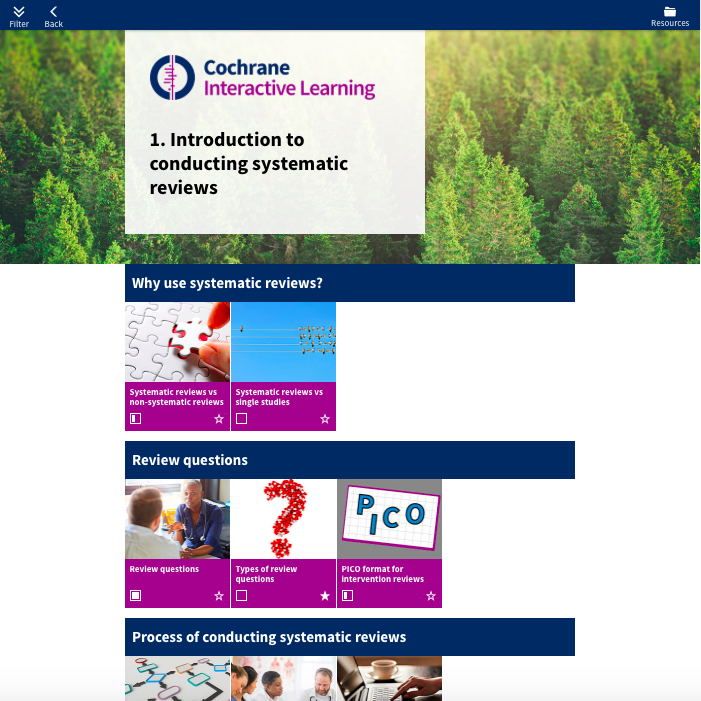 Filter
Back
Resources
Cochrane
Interactive Learning
1. Introduction to
conducting systematic
reviews
Why use systematic reviews?
Systematic reviews vs
non-systematic reviews
Systematic reviews vs
single studies
Review questions
PICO
Review questions
Types of review
questions
PICO format for
intervention reviews
Process of conducting systematic reviews